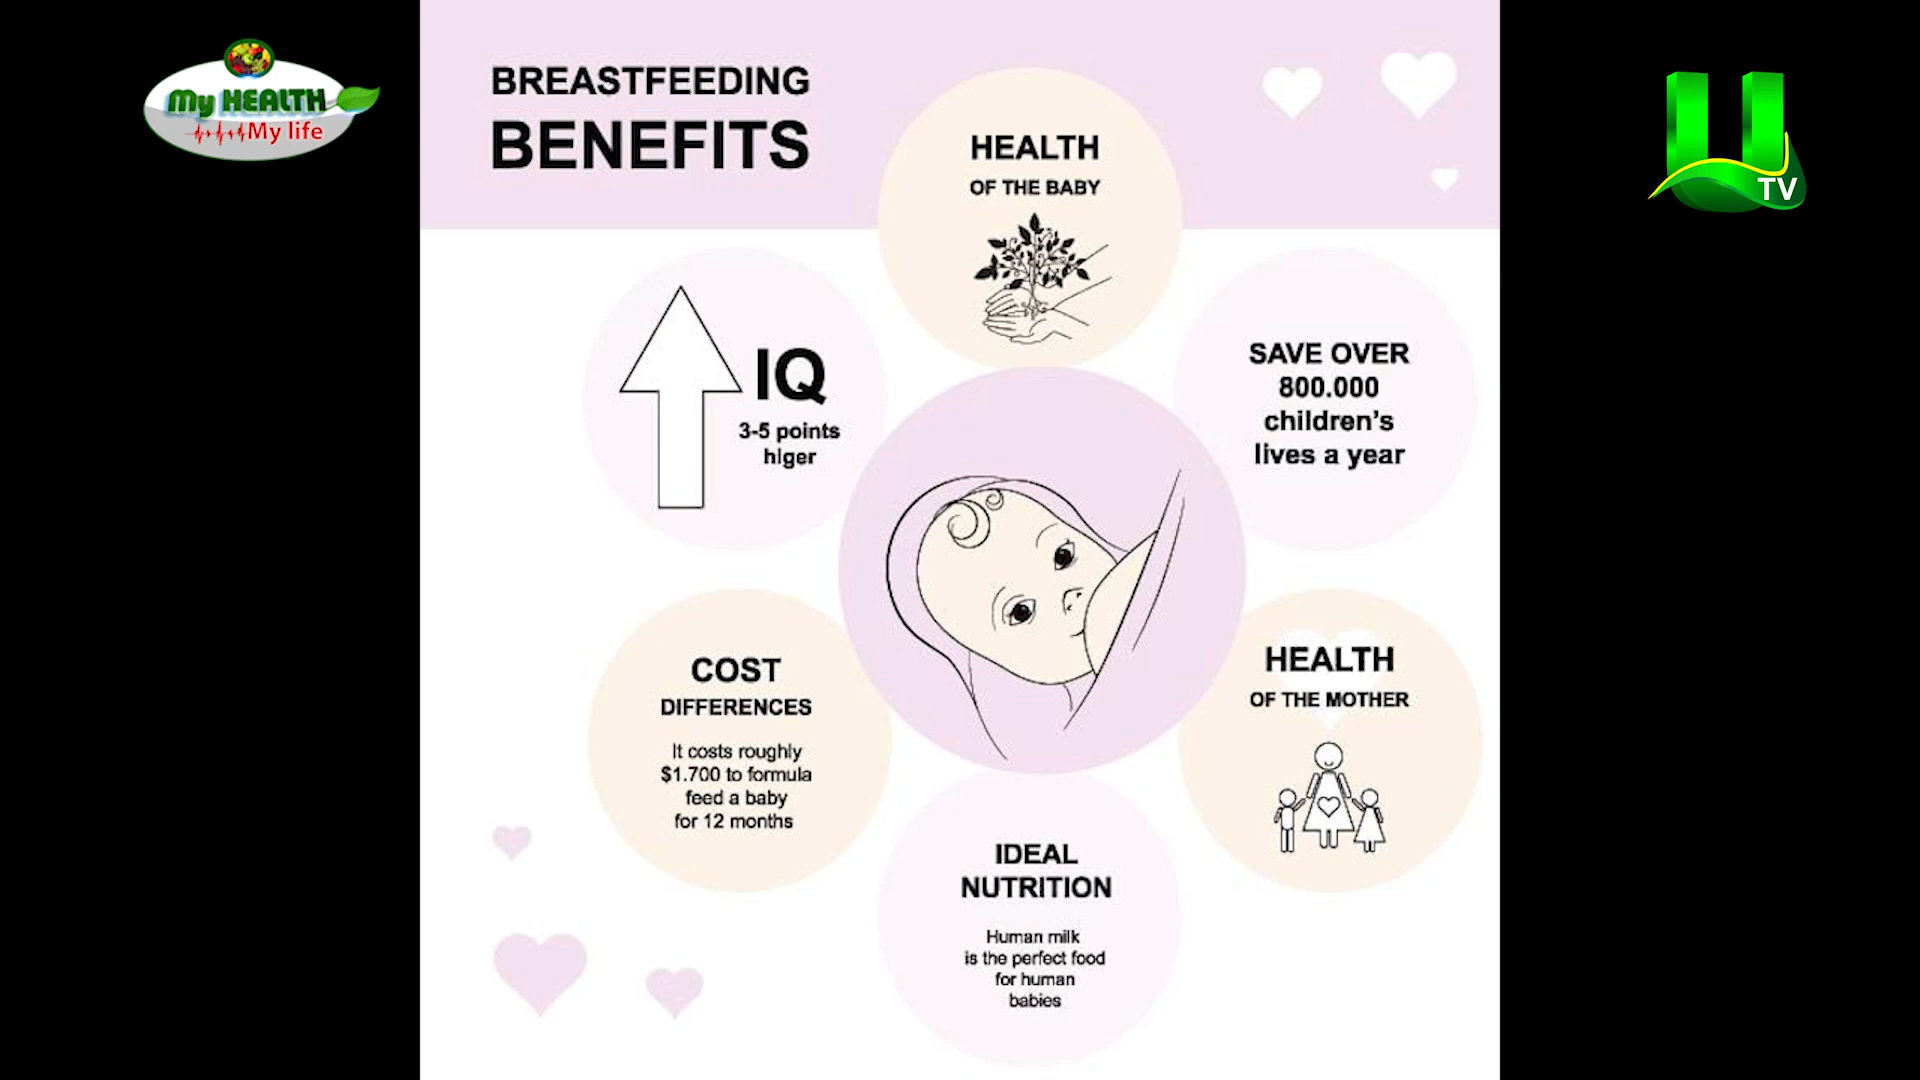 My HEALTH
My life
TV
BREASTFEEDING
BENEFITS
HEALTH
OF THE BABY
IQ
3-5 points
higer
SAVE OVER
800.000
children's
lives a year
COST
DIFFERENCES
It costs roughly
$1.700 to formula
feed a baby
for 12 months
HEALTH
OF THE MOTHER
IDEAL
NUTRITION
Human milk
is the perfect food
for human
babies